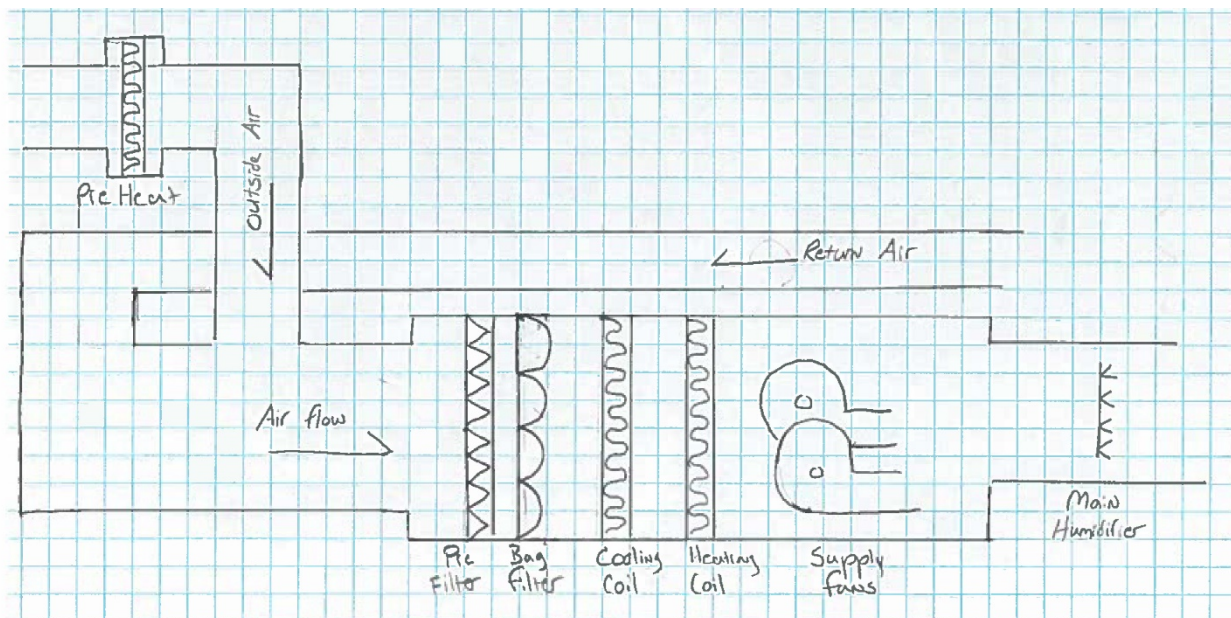 Pre Heat
Outside Air
Return Air
Air flow
Pre
Filter
Bag
Filter
Cooling
Coil
Heating
Coil
Supply
fans
Main
Humidifier